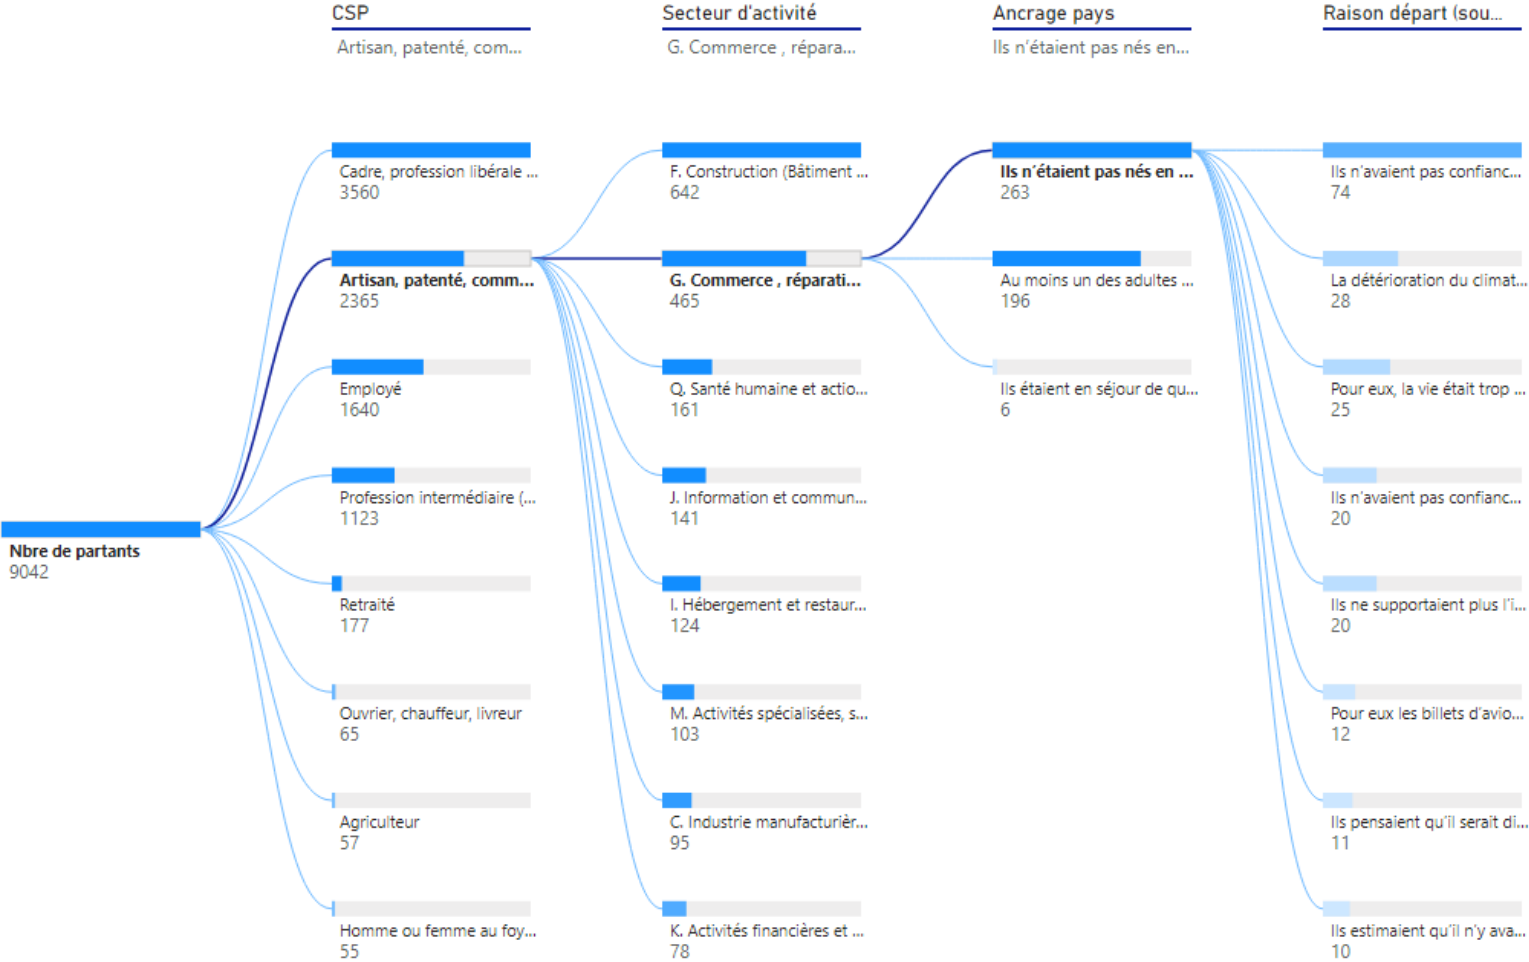 CSP
Artisan, patenté, com...
Secteur d'activité
G. Commerce , répara...
Ancrage pays
Ils n'étaient pas nés en...
Raison départ (sou...
Nbre de partants
9042
Cadre, profession libérale ...
3560
Artisan, patenté, comm...
2365
Employé
1640
Profession intermédiaire (...
1123
Retraité
177
Ouvrier, chauffeur, livreur
65
Agriculteur
57
Homme ou femme au foy...
55
F. Construction (Bâtiment ...
642
G. Commerce , réparati...
465
Q. Santé humaine et actio...
161
J. Information et commun...
141
I. Hébergement et restaur...
124
M. Activités spécialisées, s...
103
C. Industrie manufacturièr...
95
K. Activités financières et ...
78
Ils n'étaient pas nés en ...
263
Au moins un des adultes ...
196
Ils étaient en séjour de qu...
6
Ils n'avaient pas confianc...
74
La détérioration du climat...
28
Pour eux, la vie était trop ...
25
Ils n'avaient pas confianc...
20
Ils ne supportaient plus l'i...
20
Pour eux les billets d'avio...
12
Ils pensaient qu'il serait di...
11
Ils estimaient qu'il n'y ava...
10